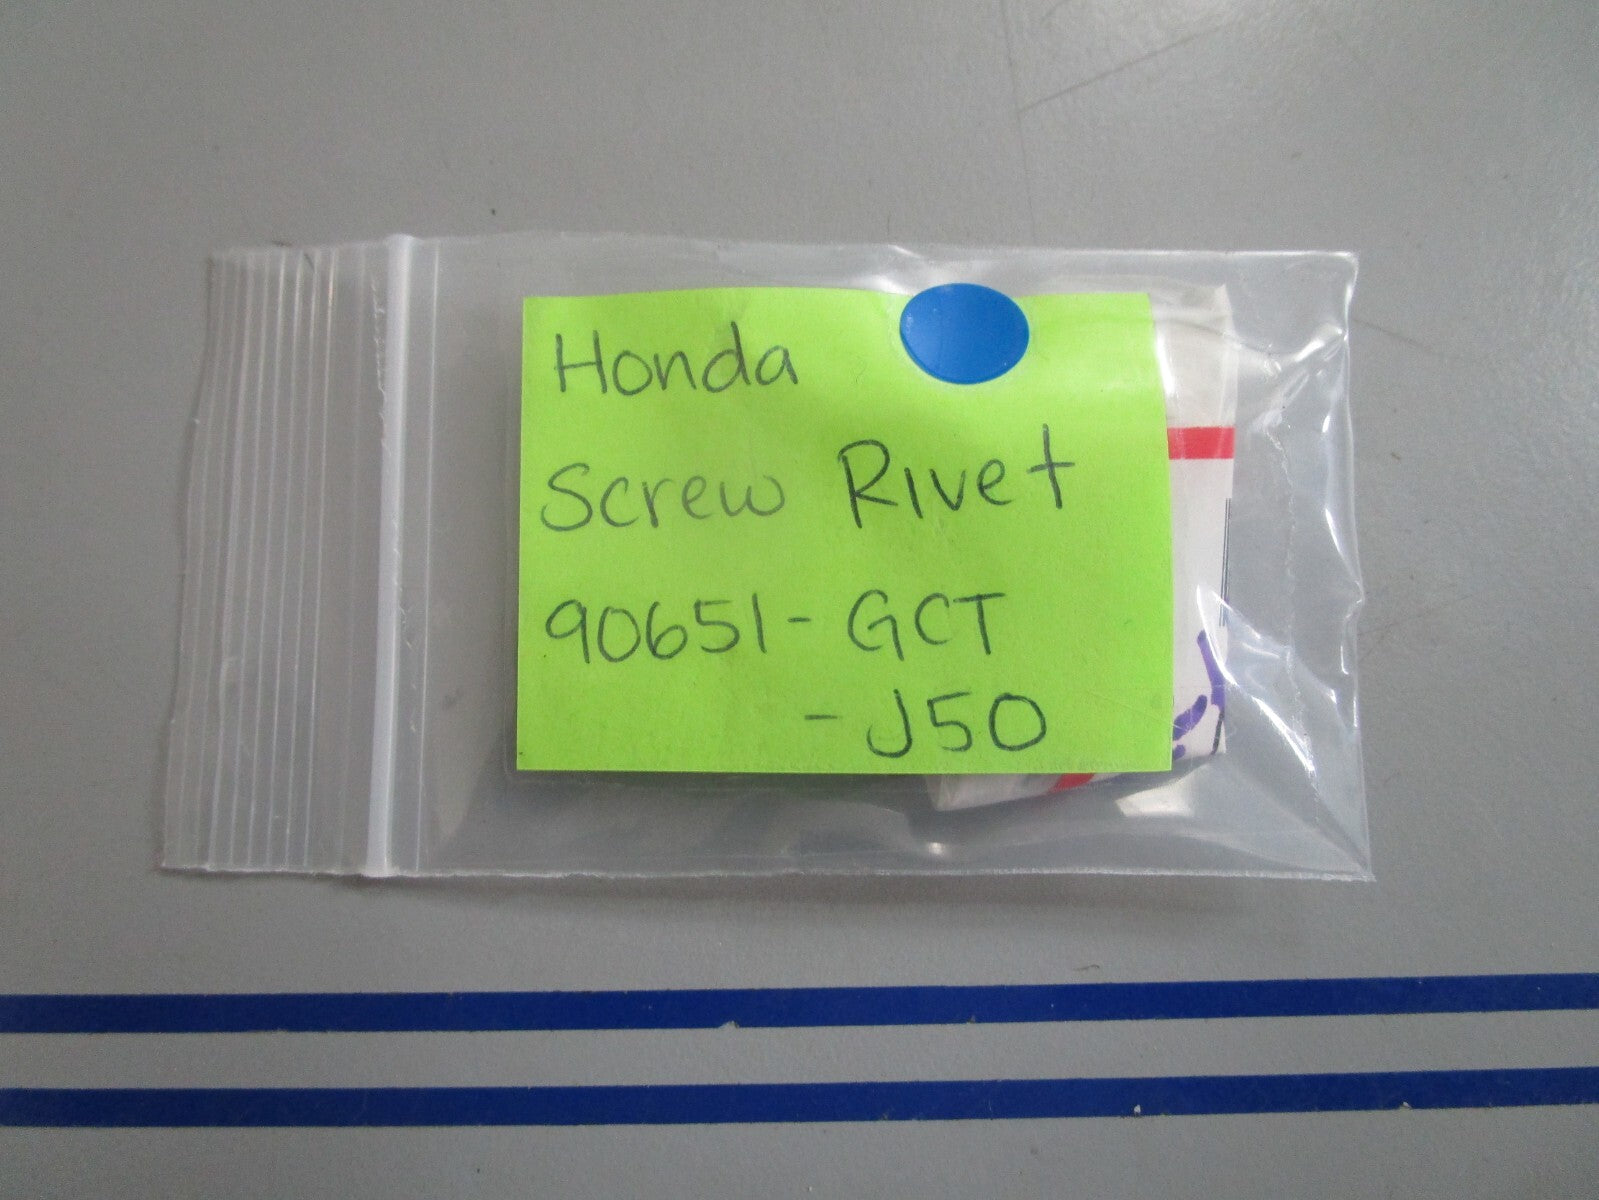 Honda
Screw Rivet
90651-GCT
-J50